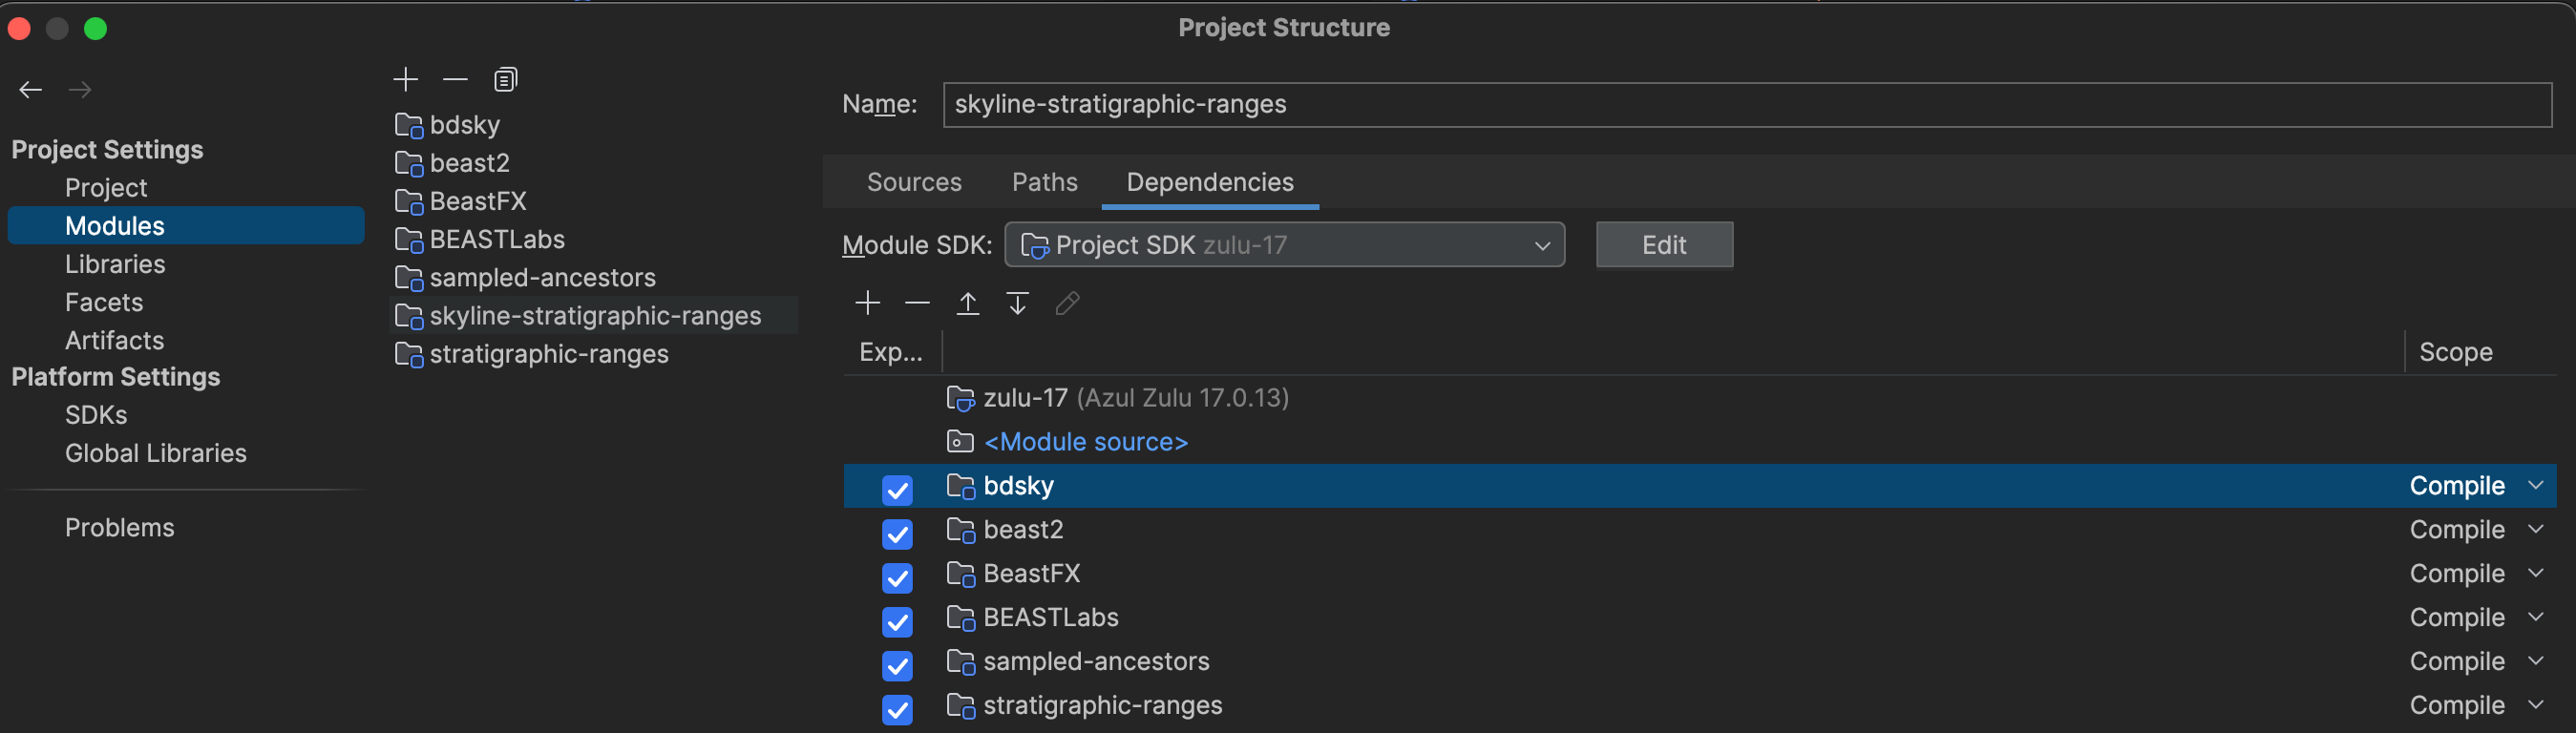 Project Structure
Project Settings
Project
Modules
Libraries
Facets
Artifacts
Platform Settings
SDKs
Global Libraries
Problems
bdsky
beast2
BeastFX
BEASTLabs
sampled-ancestors
skyline-stratigraphic-ranges
stratigraphic-ranges
Name: skyline-stratigraphic-ranges
Sources Paths Dependencies
Module SDK: Project SDK zulu-17 Edit
Exp... Scope
zulu-17 (Azul Zulu 17.0.13)
<Module source>
bdsky Compile
beast2 Compile
BeastFX Compile
BEASTLabs Compile
sampled-ancestors Compile
stratigraphic-ranges Compile